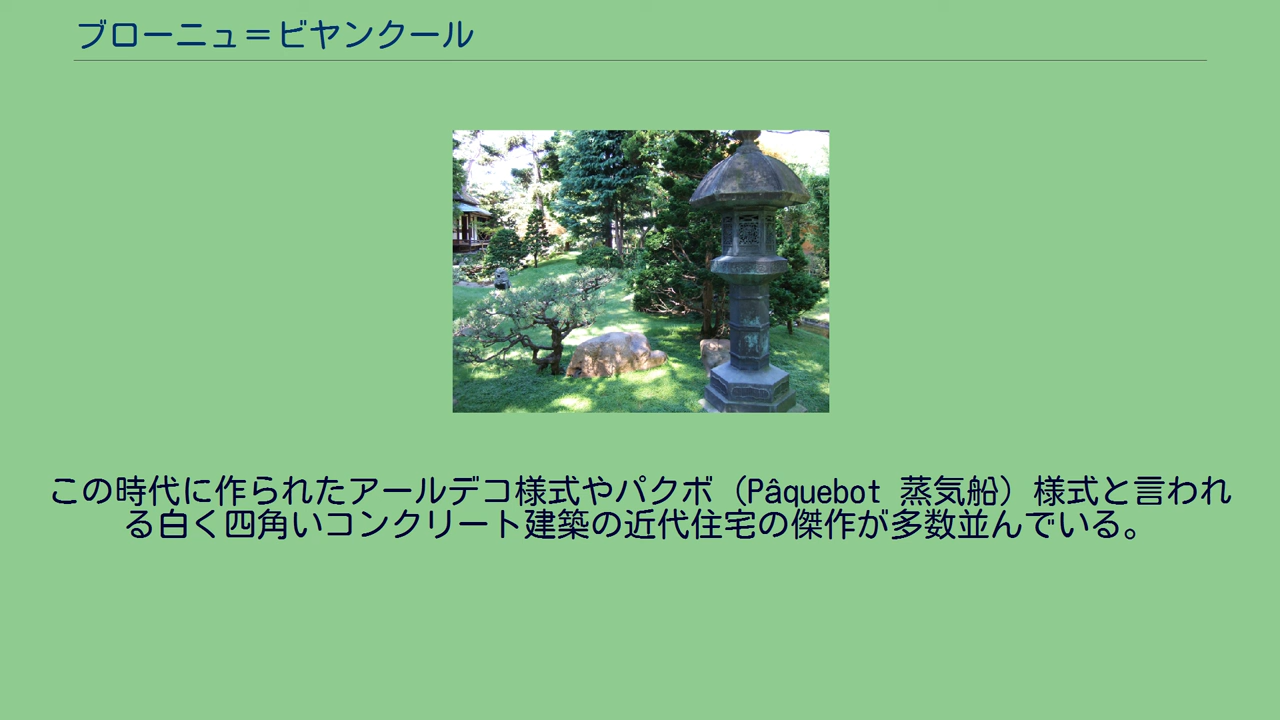 ブローニュ＝ビヤンクール
この時代に作られたアールデコ様式やパクボ（Pâquebot 蒸気船）様式と言われ
る白く四角いコンクリート建築の近代住宅の傑作が多数並んでいる。